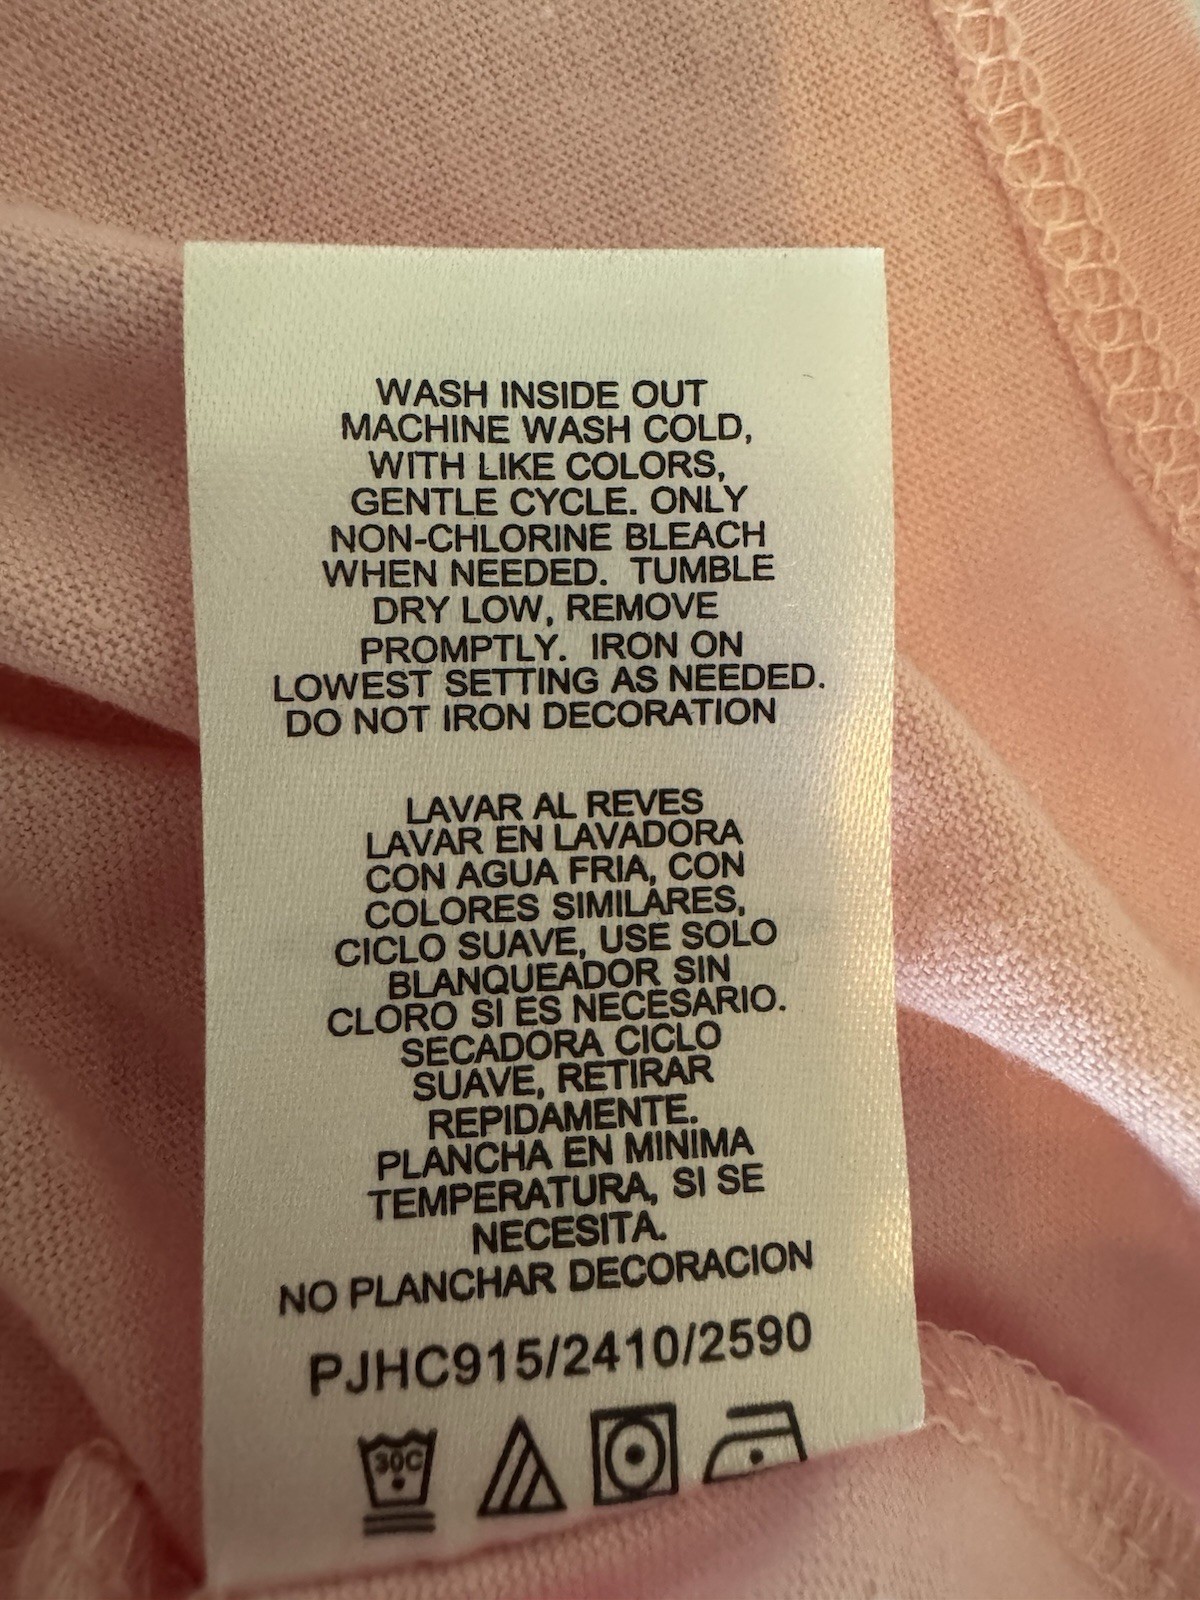 WASH INSIDE OUT
MACHINE WASH COLD,
WITH LIKE COLORS,
GENTLE CYCLE. ONLY
NON-CHLORINE BLEACH
WHEN NEEDED. TUMBLE
DRY LOW, REMOVE
PROMPTLY. IRON ON
LOWEST SETTING AS NEEDED.
DO NOT IRON DECORATION
LAVAR AL REVES
LAVAR EN LAVADORA
CON AGUA FRIA, CON
COLORES SIMILARES,
CICLO SUAVE, USE SOLO
BLANQUEADOR SIN
CLORO SI ES NECESARIO.
SECADORA CICLO
SUAVE, RETIRAR
REPIDAMENTE.
PLANCHA EN MINIMA
TEMPERATURA, SI SE
NECESITA.
NO PLANCHAR DECORACION
PJHC915/2410/2590
30C